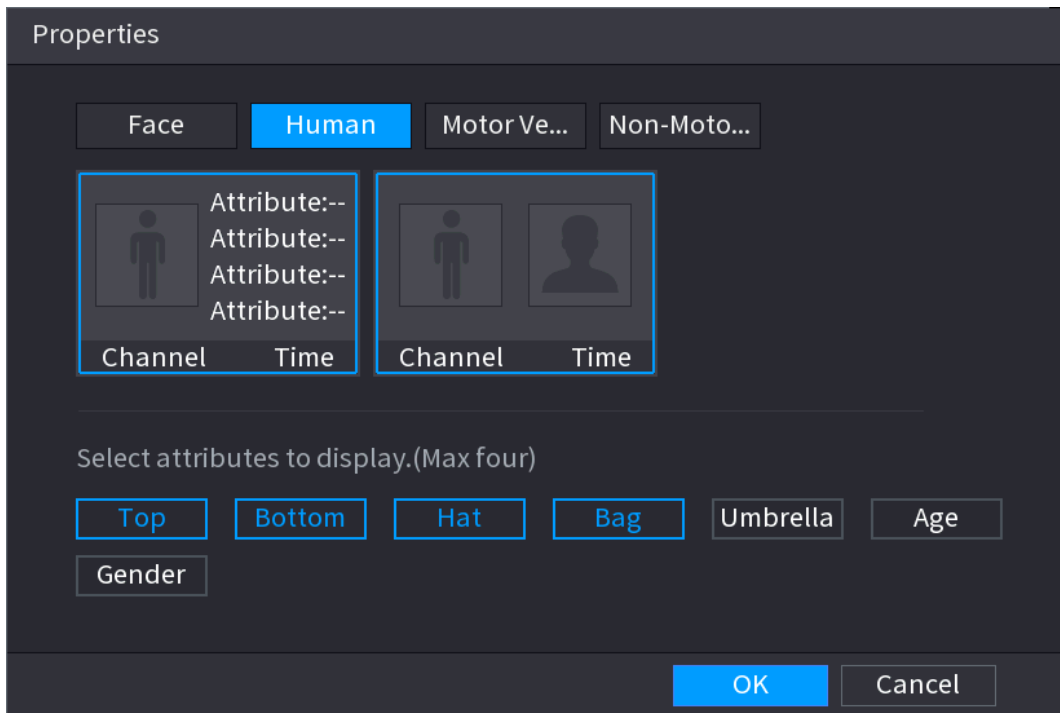 Properties
Face Human Motor Ve... Non-Moto...
Attribute:--
Attribute:--
Attribute:--
Attribute:--
Channel Time
Channel Time
Select attributes to display.(Max four)
Top Bottom Hat Bag Umbrella Age
Gender
OK Cancel